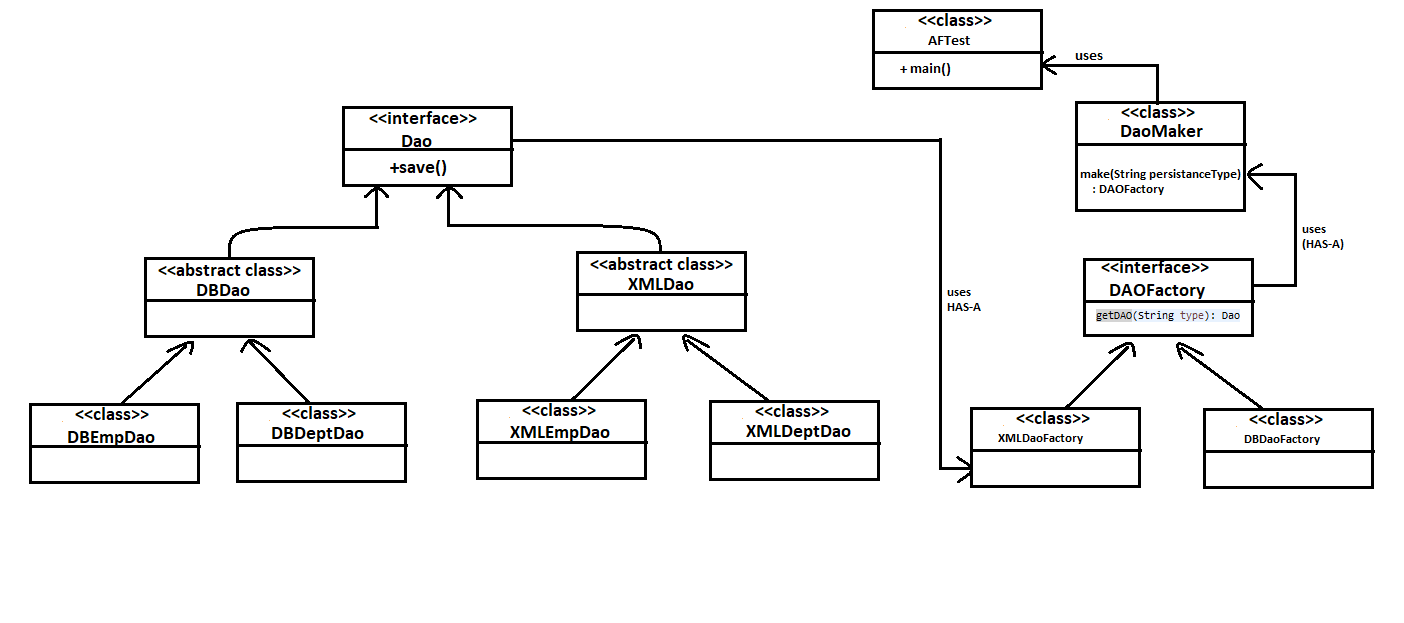 <<class>>
AFTest
+ main()
uses
<<class>>
DaoMaker
make(String persistanceType)
: DAOFactory
<<interface>>
Dao
+save()
uses
(HAS-A)
<<abstract class>>
DBDao
<<abstract class>>
XMLDao
uses
HAS-A
<<interface>>
DAOFactory
getDAO(String type): Dao
<<class>>
DBEmpDao
<<class>>
DBDeptDao
<<class>>
XMLEmpDao
<<class>>
XMLDeptDao
<<class>>
XMLDaoFactory
<<class>>
DBDaoFactory